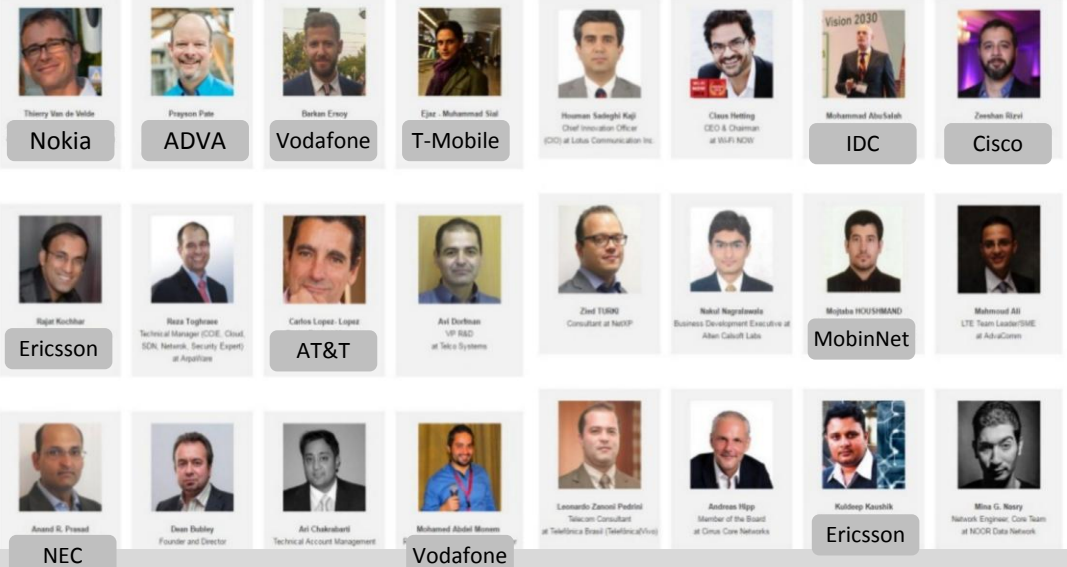 Vision 2030
Thierry Van de Velde
Nokia
Prayson Pate
ADVA
Barkan Ersoy
Vodafone
Ejaz - Muhammad Sial
T-Mobile
Houman Sadeghi Kaji
Chief Innovation Officer
(CIO) at Lotus Communication Inc.
Claus Hetting
CEO & Chairman
at Wi-Fi NOW
Mohammad AbuSalah
IDC
Zeeshan Rizvi
Cisco
Rajat Kochhar
Ericsson
Reza Toghraee
Technical Manager (CCIE, Cloud,
SDN, Network, Security Expert)
at ArpaWare
Carlos Lopez- Lopez
AT&T
Avi Dorfman
VP R&D
at Telco Systems
Zied TURKI
Consultant at NetXP
Nakul Nagralawala
Business Development Executive at
Alten Calsoft Labs
Mojtaba HOUSHMAND
MobinNet
Mahmoud Ali
LTE Team Leader/SME
at AdvaComm
Anand R. Prasad
NEC
Dean Bubley
Founder and Director
Ari Chakrabarti
Technical Account Management
Mohamed Abdel Monem
Vodafone
Leonardo Zanoni Pedrini
Telecom Consultant
at Telefônica Brasil (Telefônica|Vivo)
Andreas Hipp
Member of the Board
at Cirrus Core Networks
Kuldeep Kaushik
Ericsson
Mina G. Nasry
Network Engineer, Core Team
at NOOR Data Network